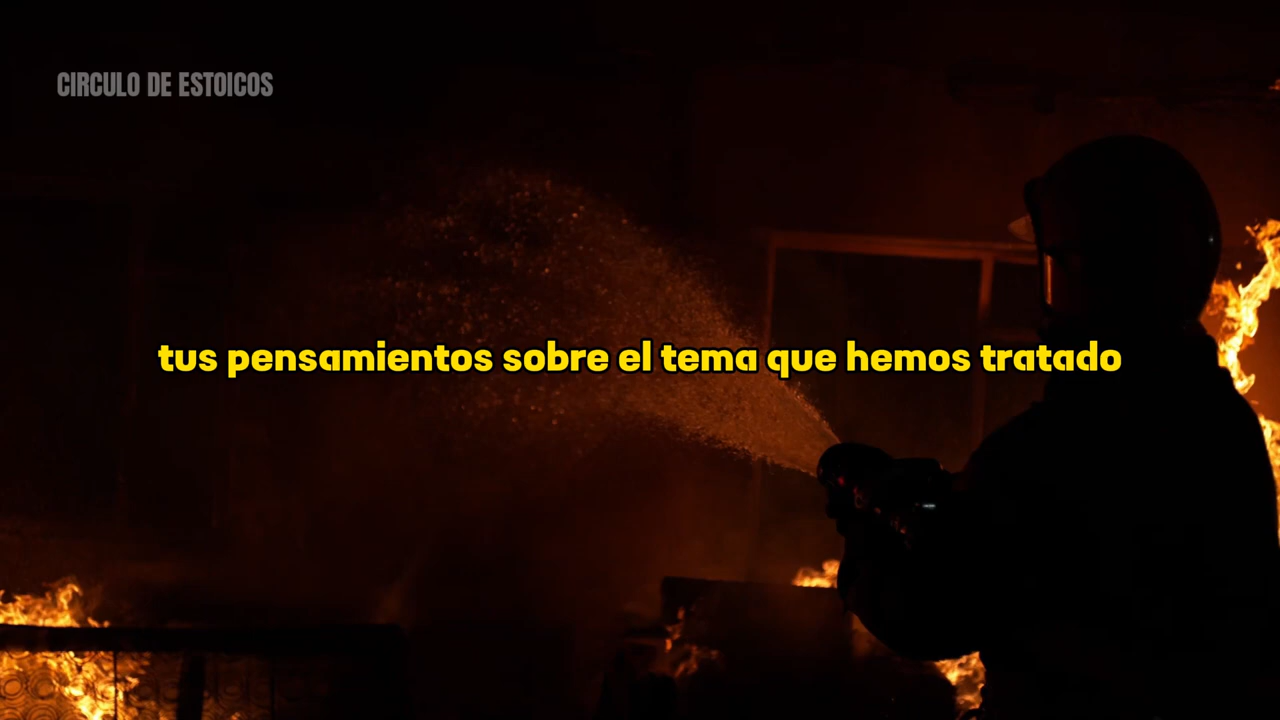 CIRCULO DE ESTOICOS
tus pensamientos sobre el tema que hemos tratado